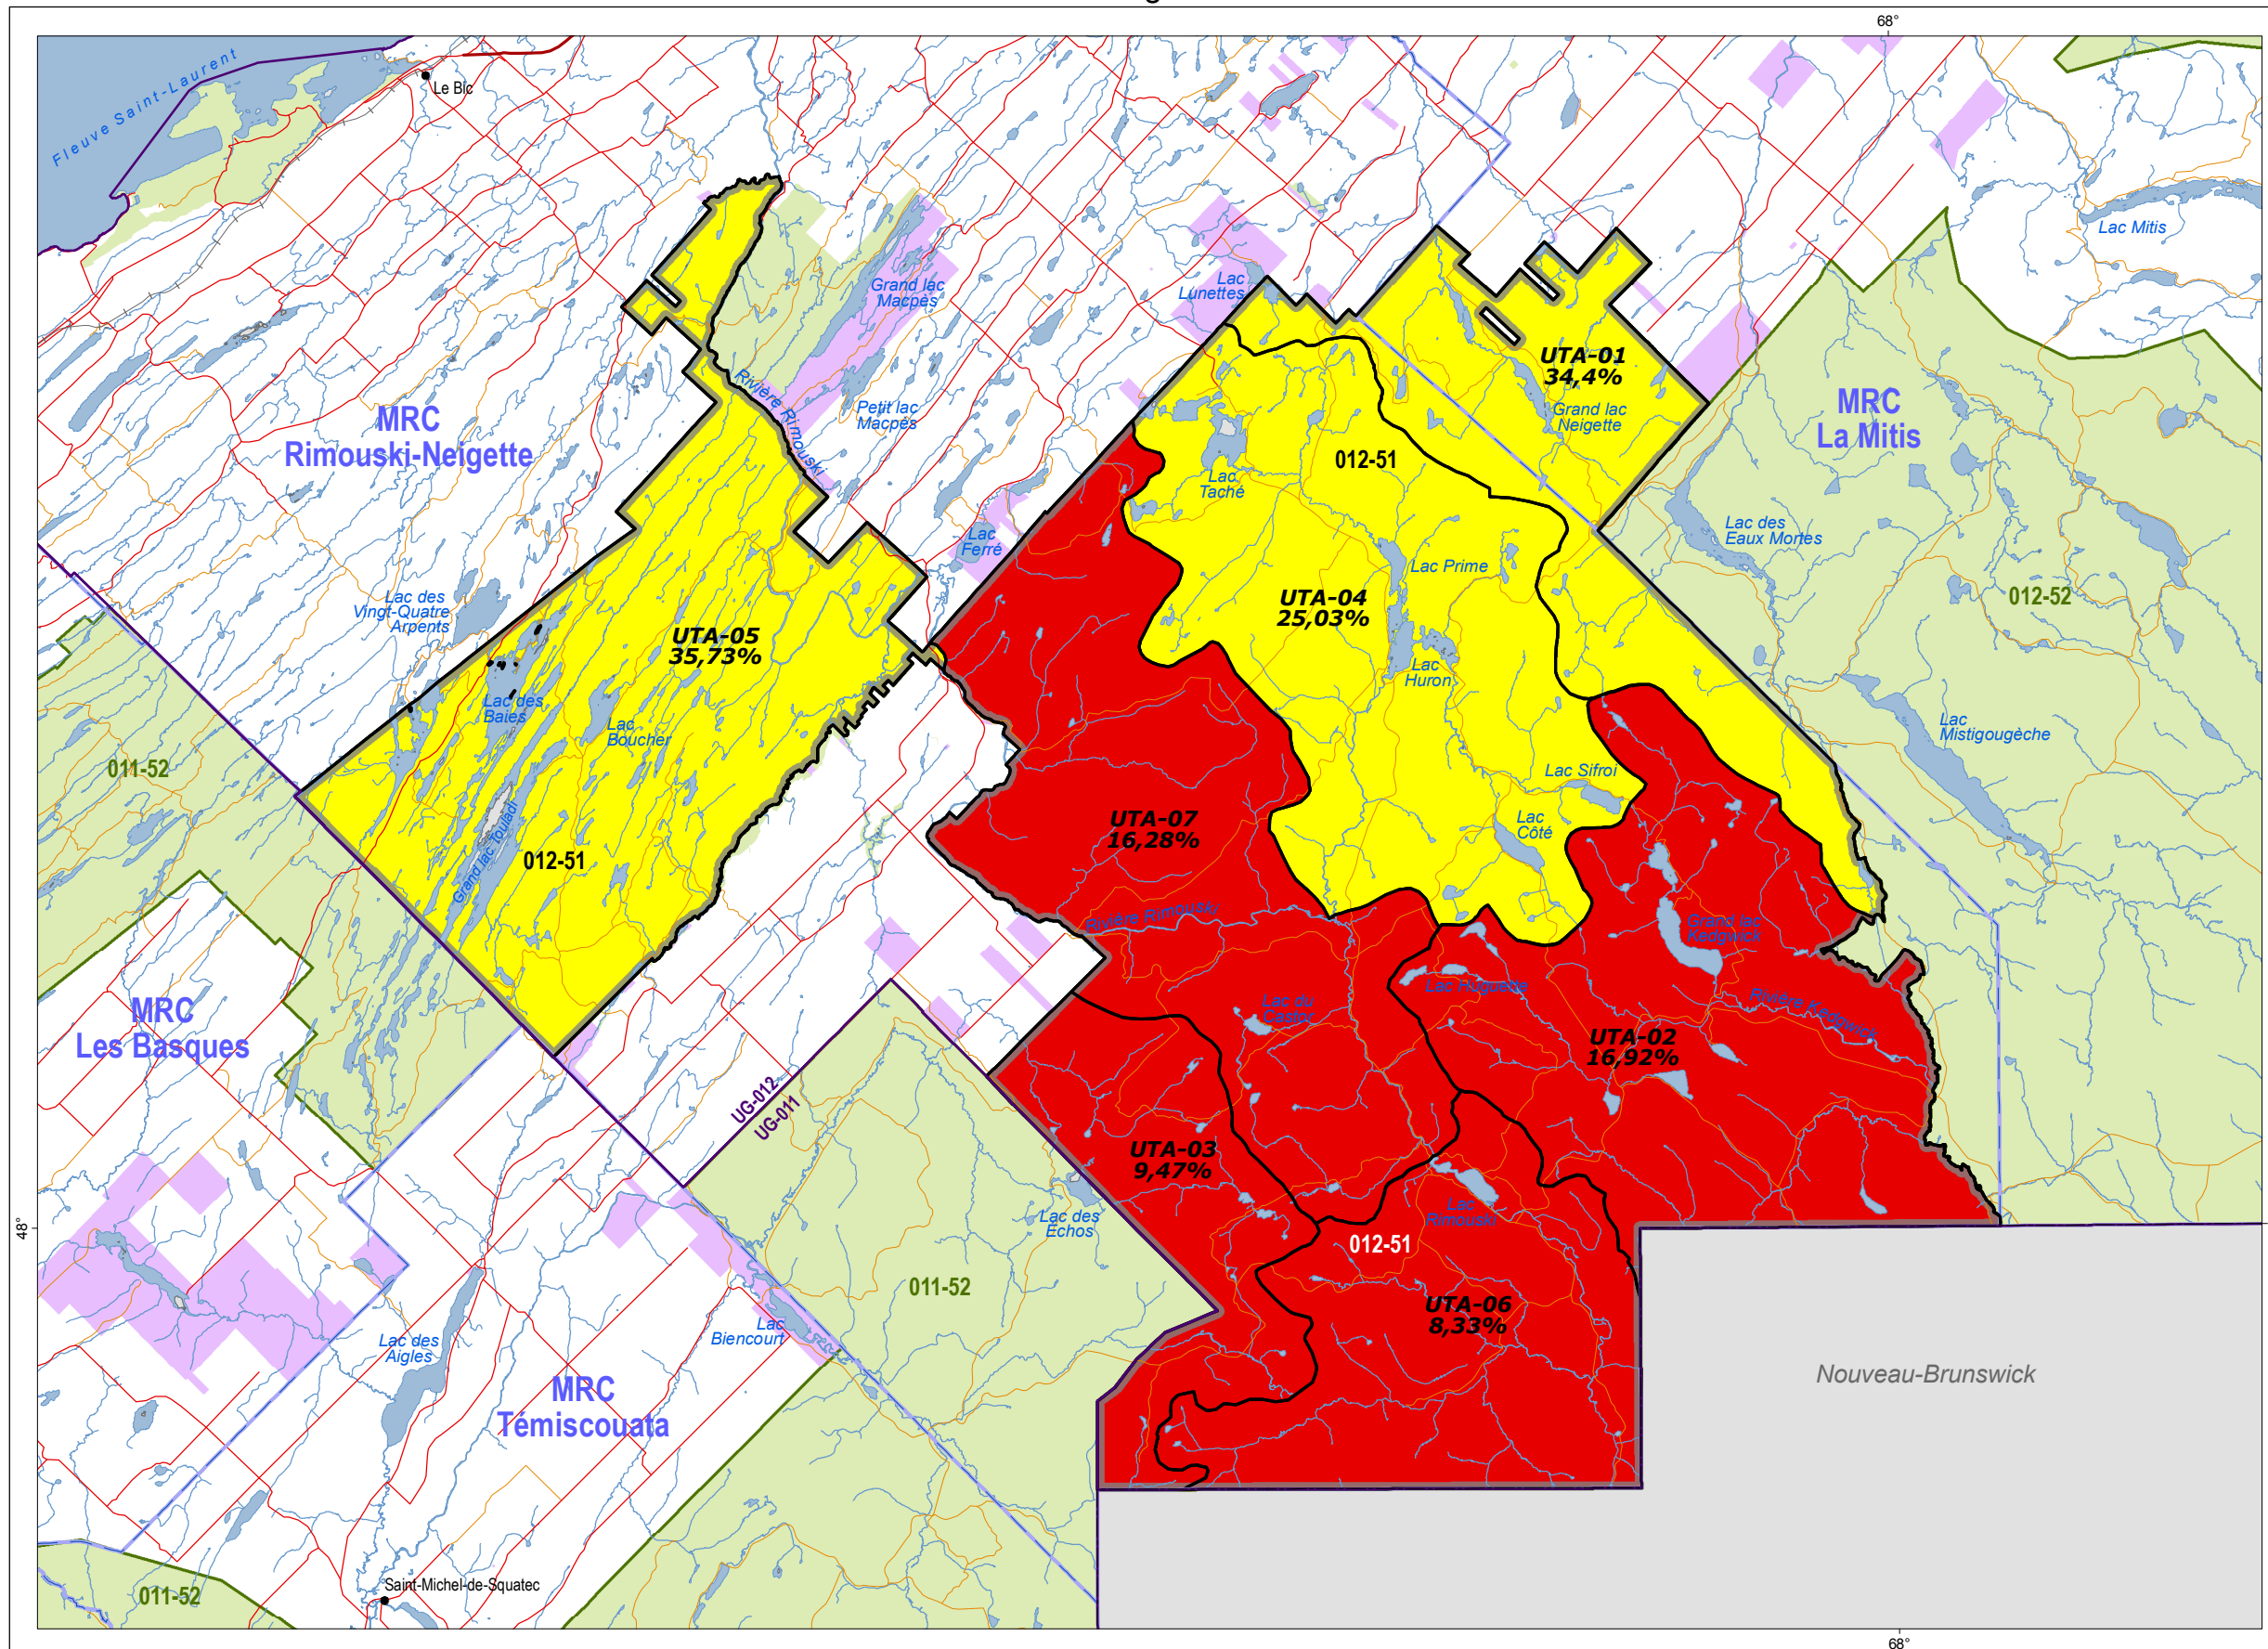 68°
Fleuve Saint-Laurent
Le Bic
Lac Mitis
Lac
Lunettes
Grand lac
Macpès
UTA-01
34,4%
Rivière Rimouski
Petit lac
Macpès
Grand lac
Neigette
MRC
La Mitis
MRC
Rimouski-Neigette
012-51
Lac
Taché
Lac des
Eaux Mortes
Lac
Ferré
Lac Prime
Lac des
Vingt-Quatre
Arpents
UTA-04
25,03%
012-52
UTA-05
35,73%
Lac
Huron
Lac des
Baies
Lac
Boucher
Lac
Mistigougèche
011-52
Lac Sifroi
Grand lac Touladi
UTA-07
16,28%
Lac
Côté
012-51
Rivière Rimouski
Grand lac
Kedgwick
Lac Huguette
Rivière Kedgwick
MRC
Les Basques
Lac du
Castor
UTA-02
16,92%
UG-012
UG-011
UTA-03
9,47%
48°
Lac des
Echos
Lac
Rimouski
012-51
011-52
Lac
Biencourt
UTA-06
8,33%
Lac des
Aigles
MRC
Témiscouata
Nouveau-Brunswick
Saint-Michel-de-Squatec
011-52
68°